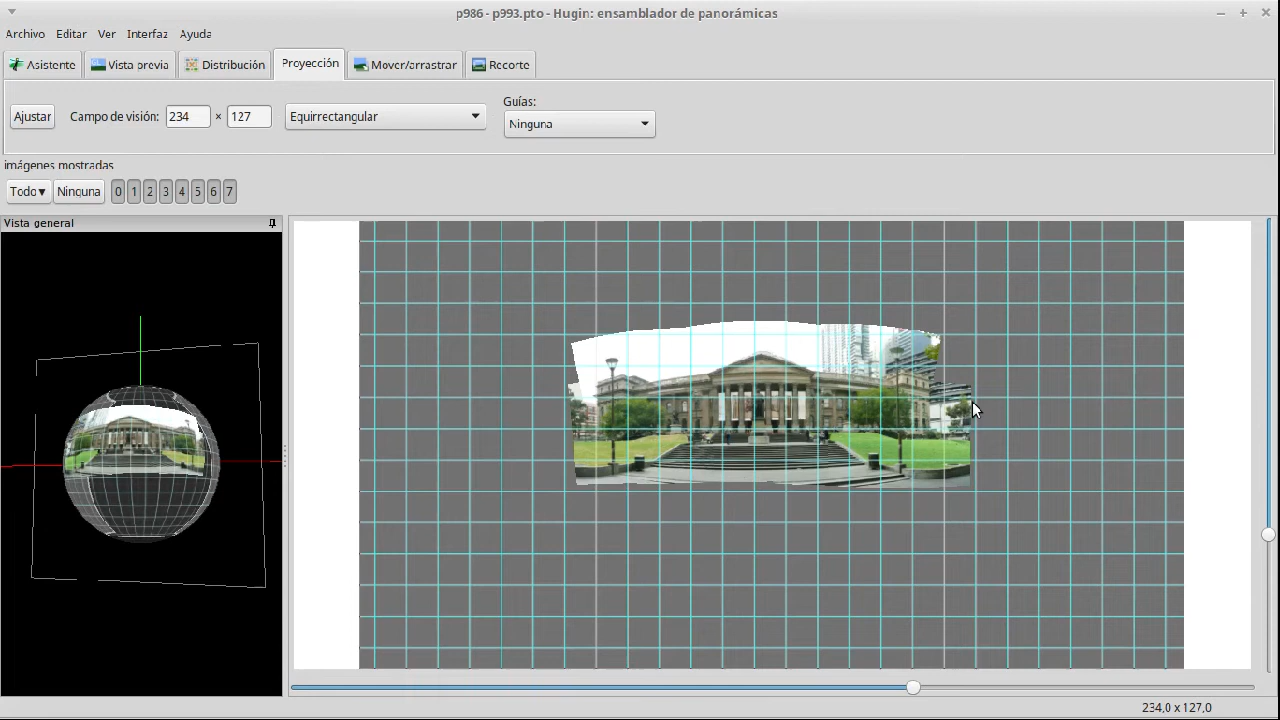 p986 - p993.pto - Hugin: ensamblador de panorámicas
Archivo Editar Ver Interfaz Ayuda
Asistente Vista previa Distribución Proyección Mover/arrastrar Recorte
Guías:
Ajustar Campo de visión: 234 × 127 Equirrectangular Ninguna
imágenes mostradas
Todo▾ Ninguna 0 1 2 3 4 5 6 7
Vista general
234,0 x 127,0